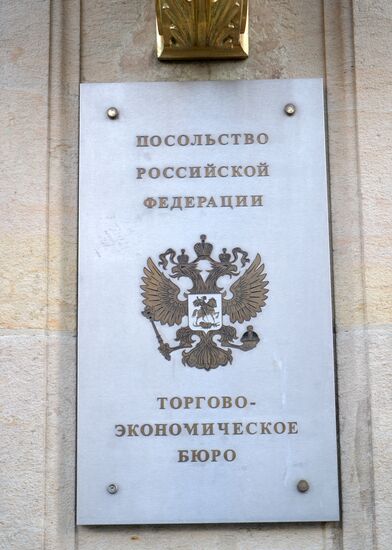 ПОСОЛЬСТВО
РОССИЙСКОЙ
ФЕДЕРАЦИИ
ТОРГОВО-
ЭКОНОМИЧЕСКОЕ
БЮРО